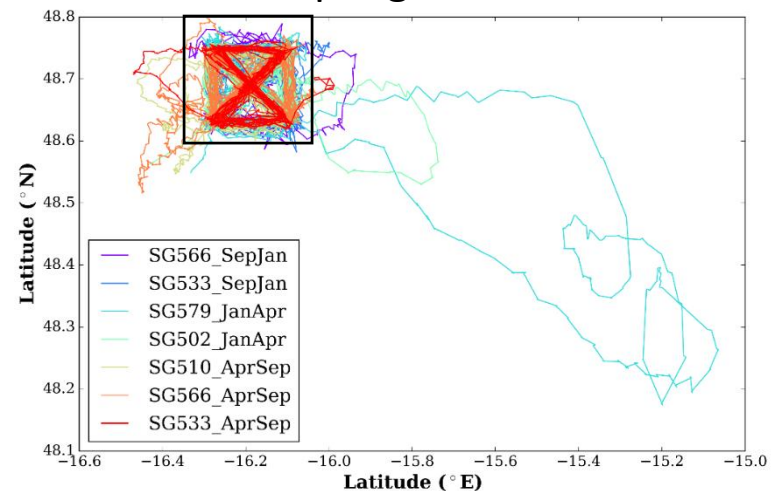 48.8
48.7
48.6
48.5
48.4
48.3
48.2
48.1
Latitude (°N)
SG566_SepJan
SG533_SepJan
SG579_JanApr
SG502_JanApr
SG510_AprSep
SG566_AprSep
SG533_AprSep
−16.6 −16.4 −16.2 −16.0 −15.8 −15.6 −15.4 −15.2 −15.0
Latitude (°E)